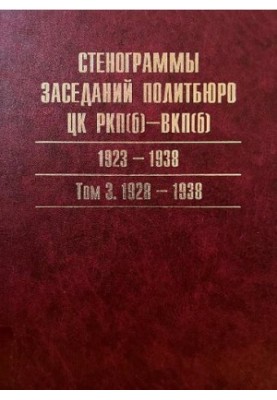 СТЕНОГРАММЫ
ЗАСЕДАНИЙ ПОЛИТБЮРО
ЦК РКП(б)–ВКП(б)
1923 – 1938
Том 3. 1928 – 1938